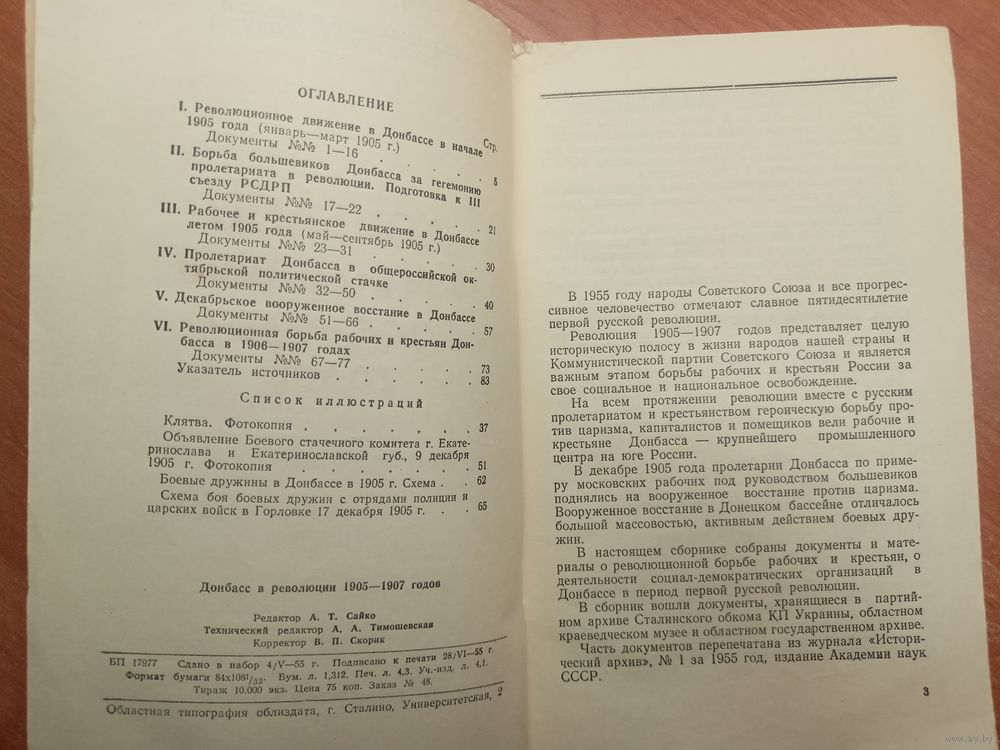 ОГЛАВЛЕНИЕ
Стр.
I. Революционное движение в Донбассе в начале
1905 года (январь—март 1905 г.)
Документы №№ 1—16 . . . . . 5
II. Борьба большевиков Донбасса за гегемонию
пролетариата в революции. Подготовка к III
съезду РСДРП
Документы №№ 17—22 . . . . . 21
III. Рабочее и крестьянское движение в Донбассе
летом 1905 года (май—сентябрь 1905 г.)
Документы №№ 23—31 . . . . . 30
IV. Пролетариат Донбасса в общероссийской ок-
тябрьской политической стачке
Документы №№ 32—50 . . . . . 40
V. Декабрьское вооруженное восстание в Донбассе
Документы №№ 51—66 . . . . . 57
VI. Революционная борьба рабочих и крестьян Дон-
басса в 1906—1907 годах
Документы №№ 67—77 . . . . . 73
Указатель источников . . . . . . 83
Список иллюстраций
Клятва. Фотокопия . . . . . . . 37
Объявление Боевого стачечного комитета г. Екате-
ринослава и Екатеринославской губ., 9 декабря
1905 г. Фотокопия . . . . . . . 51
Боевые дружины в Донбассе в 1905 г. Схема . . 62
Схема боя боевых дружин с отрядами полиции и
царских войск в Горловке 17 декабря 1905 г. . . 65
Донбасс в революции 1905—1907 годов
Редактор А. Т. Сайко
Технический редактор А. А. Тимошевская
Корректор В. П. Скорик
БП 17977 Сдано в набор 4/V—55 г. Подписано к печати 28/VI—55 г.
Формат бумаги 84х108 1/32. Бум. л. 1,312. Печ. л. 4,3. Уч.-изд. л. 4,1.
Тираж 10.000 экз. Цена 75 коп. Заказ № 48.
Областная типография облиздата, г. Сталино, Университетская, 2
В 1955 году народы Советского Союза и все прогрес-
сивное человечество отмечают славное пятидесятилетие
первой русской революции.
Революция 1905—1907 годов представляет целую
историческую полосу в жизни народов нашей страны и
Коммунистической партии Советского Союза и является
важным этапом борьбы рабочих и крестьян России за
свое социальное и национальное освобождение.
На всем протяжении революции вместе с русским
пролетариатом и крестьянством героическую борьбу про-
тив царизма, капиталистов и помещиков вели рабочие и
крестьяне Донбасса — крупнейшего промышленного
центра на юге России.
В декабре 1905 года пролетарии Донбасса по приме-
ру московских рабочих под руководством большевиков
поднялись на вооруженное восстание против царизма.
Вооруженное восстание в Донецком бассейне отличалось
большой массовостью, активным действием боевых дру-
жин.
В настоящем сборнике собраны документы и мате-
риалы о революционной борьбе рабочих и крестьян, о
деятельности социал-демократических организаций в
Донбассе в период первой русской революции.
В сборник вошли документы, хранящиеся в партий-
ном архиве Сталинского обкома КП Украины, областном
краеведческом музее и областном государственном архиве.
Часть документов перепечатана из журнала «Истори-
ческий архив», № 1 за 1955 год, издание Академии наук
СССР.
3
www.ay.by